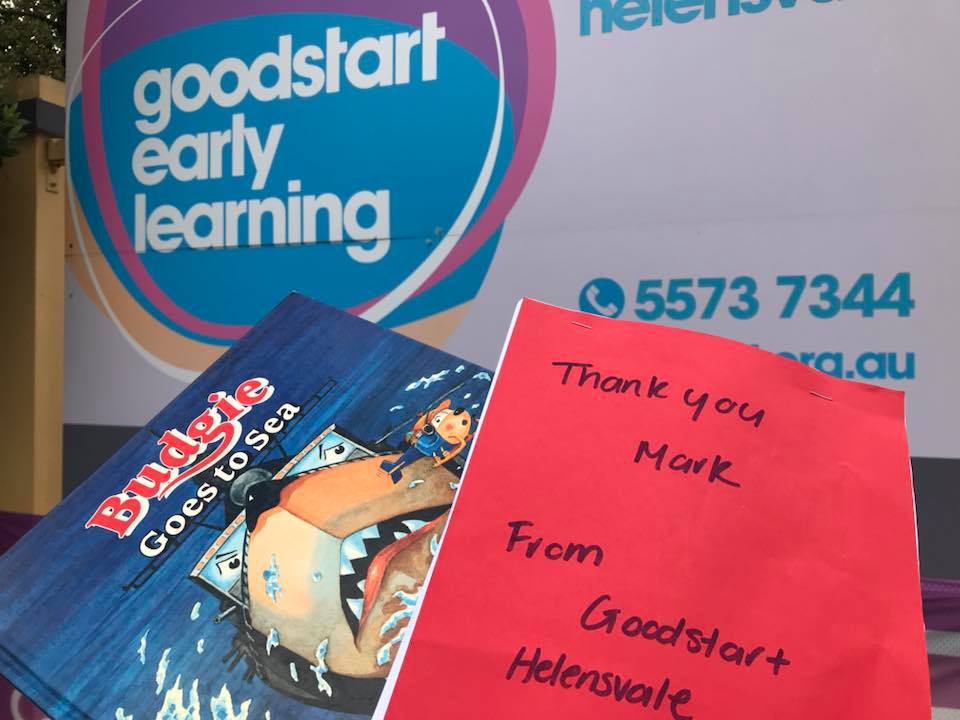 goodstart
early
learning
5573 7344
Budgie
Goes to Sea
Thank you
Mark
From
Goodstart
Helensvale